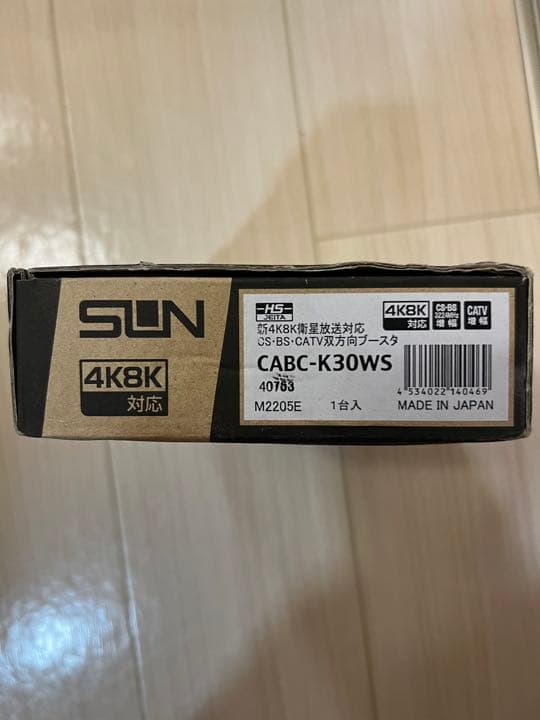 SUN
4K8K
対応
HS
JEITA
新4K8K衛星放送対応
CS・BS・CATV双方向ブースタ
CABC-K30WS
40763
M2205E 1台入
4K8K
対応
CS・BS
3224MHz
増幅
CATV
増幅
4 534022 140469
MADE IN JAPAN